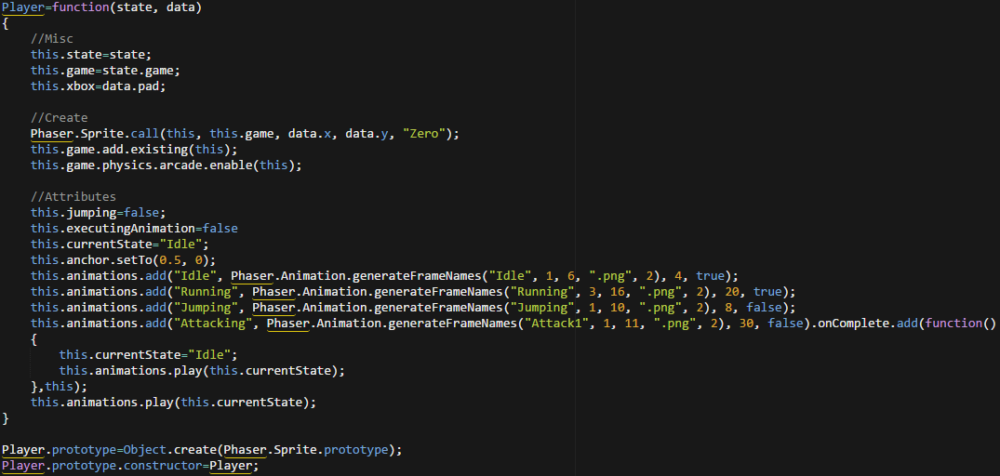 Player=function(state, data)
{
    //Misc
    this.state=state;
    this.game=state.game;
    this.xbox=data.pad;

    //Create
    Phaser.Sprite.call(this, this.game, data.x, data.y, "Zero");
    this.game.add.existing(this);
    this.game.physics.arcade.enable(this);

    //Attributes
    this.jumping=false;
    this.executingAnimation=false
    this.currentState="Idle";
    this.anchor.setTo(0.5, 0);
    this.animations.add("Idle", Phaser.Animation.generateFrameNames("Idle", 1, 6, ".png", 2), 4, true);
    this.animations.add("Running", Phaser.Animation.generateFrameNames("Running", 3, 16, ".png", 2), 20, true);
    this.animations.add("Jumping", Phaser.Animation.generateFrameNames("Jumping", 1, 10, ".png", 2), 8, false);
    this.animations.add("Attacking", Phaser.Animation.generateFrameNames("Attack1", 1, 11, ".png", 2), 30, false).onComplete.add(function()
    {
        this.currentState="Idle";
        this.animations.play(this.currentState);
    },this);
    this.animations.play(this.currentState);
}

Player.prototype=Object.create(Phaser.Sprite.prototype);
Player.prototype.constructor=Player;